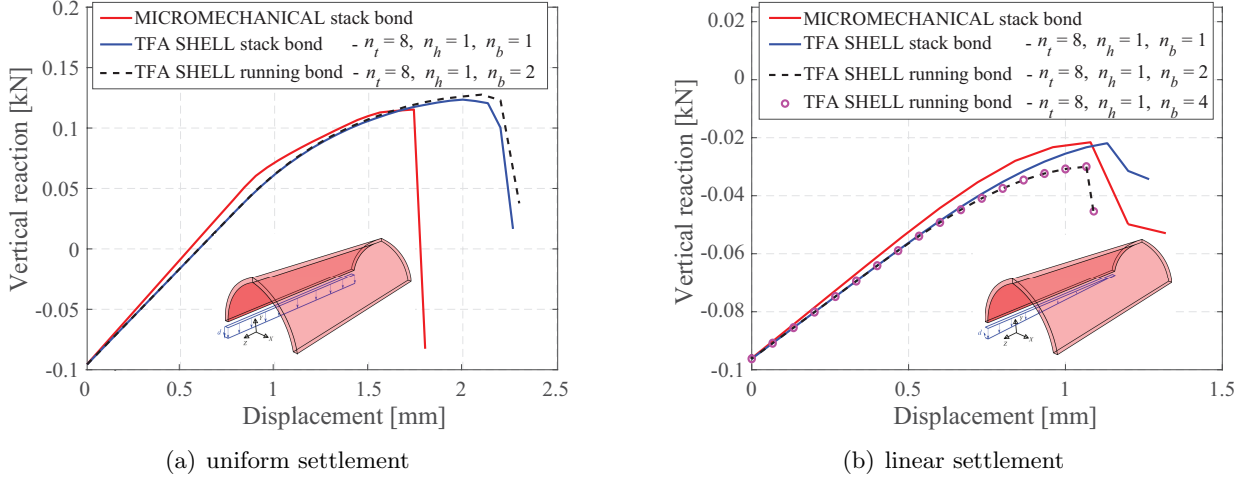 MICROMECHANICAL stack bond
TFA SHELL stack bond - n_t = 8, n_h = 1, n_b = 1
TFA SHELL running bond - n_t = 8, n_h = 1, n_b = 2
Vertical reaction [kN]
0.2
0.15
0.1
0.05
0
-0.05
-0.1
0
0.5
1
1.5
2
2.5
Displacement [mm]
d
Y
Z
X
(a) uniform settlement
MICROMECHANICAL stack bond
TFA SHELL stack bond - n_t = 8, n_h = 1, n_b = 1
TFA SHELL running bond - n_t = 8, n_h = 1, n_b = 2
TFA SHELL running bond - n_t = 8, n_h = 1, n_b = 4
Vertical reaction [kN]
0.02
0
-0.02
-0.04
-0.06
-0.08
-0.1
0
0.5
1
1.5
Displacement [mm]
d
Y
Z
X
(b) linear settlement